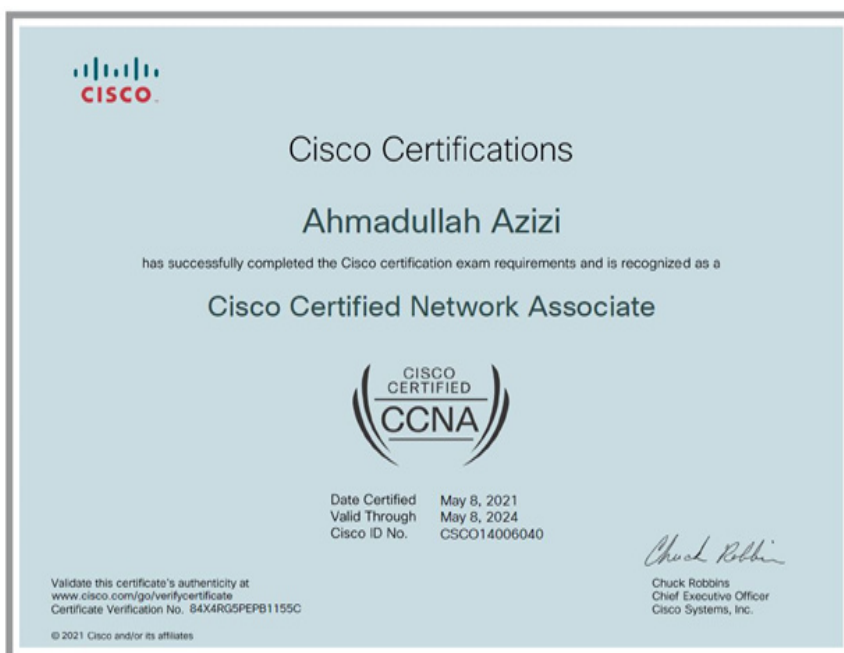 CISCO
Cisco Certifications
Ahmadullah Azizi
has successfully completed the Cisco certification exam requirements and is recognized as a
Cisco Certified Network Associate
CISCO
CERTIFIED
CCNA
Date Certified May 8, 2021
Valid Through May 8, 2024
Cisco ID No. CSCO14006040
Chuck Robbins
Validate this certificate's authenticity at
www.cisco.com/go/verifycertificate
Certificate Verification No. 84X4RG5PEPB1155C
Chuck Robbins
Chief Executive Officer
Cisco Systems, Inc.
© 2021 Cisco and/or its affiliates